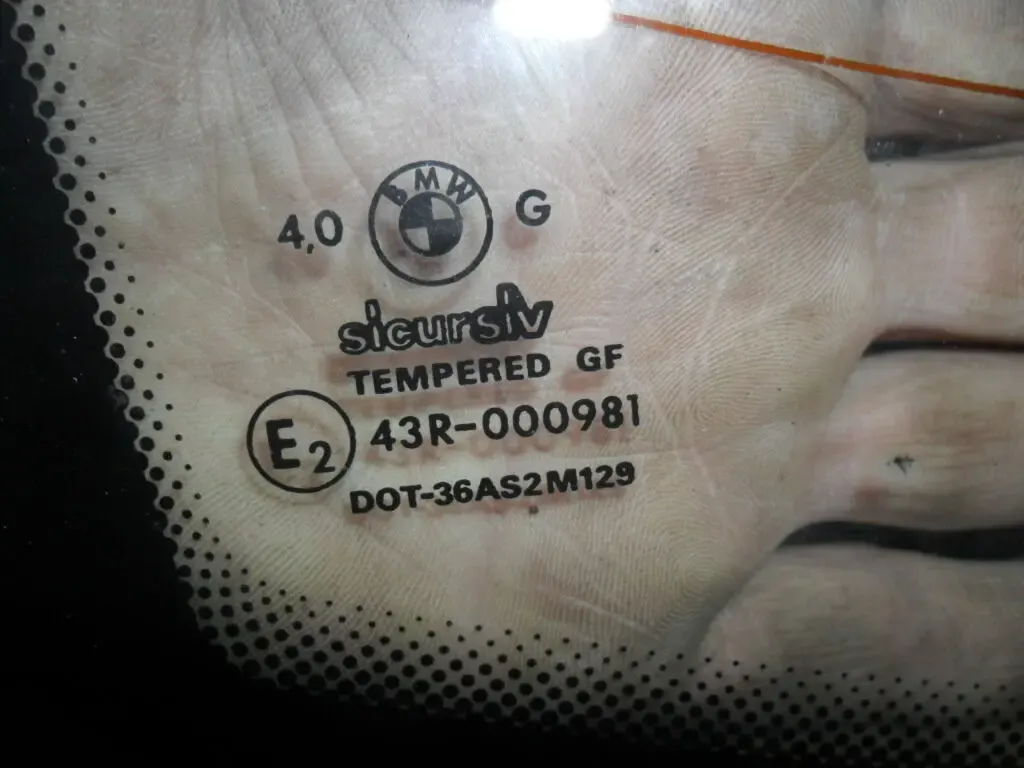 4,0 BMW G
sicursiv
TEMPERED GF
E2 43R-000981
DOT-36AS2M129